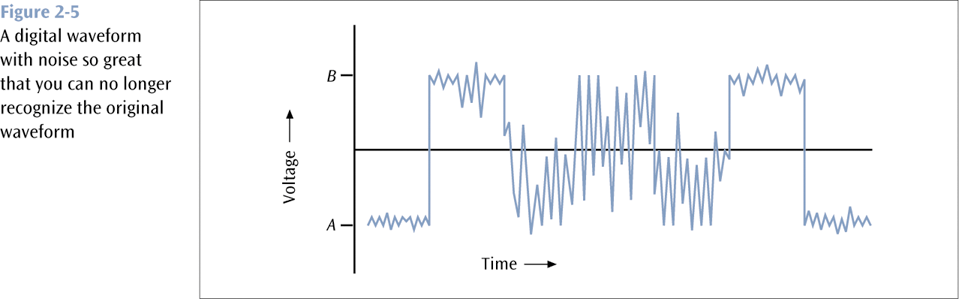 Figure 2-5
A digital waveform
with noise so great
that you can no longer
recognize the original
waveform
B
Voltage
A
Time